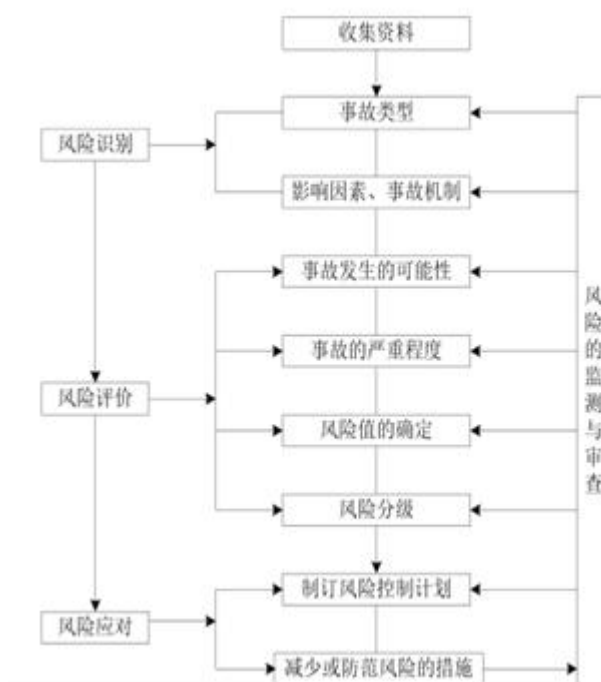 收集资料
事故类型
风险识别
影响因素、事故机制
事故发生的可能性
事故的严重程度
风险评价
风险值的确定
风险分级
制订风险控制计划
风险应对
减少或防范风险的措施
风
险
的
监
测
与
审
查